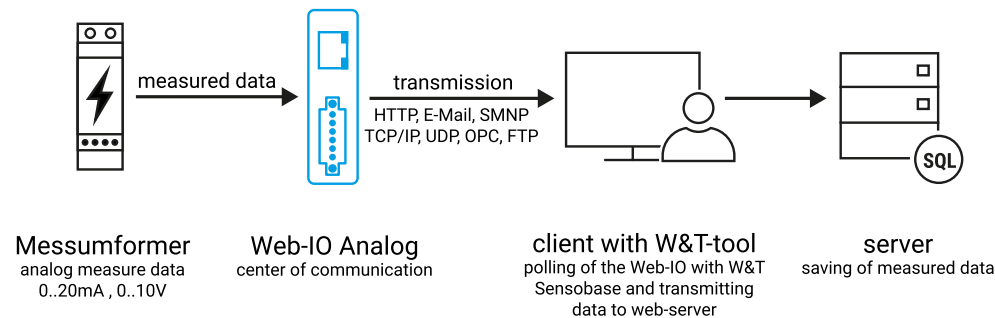 measured data
transmission
HTTP, E-Mail, SMNP
TCP/IP, UDP, OPC, FTP
SQL
Messumformer
analog measure data
0..20mA , 0..10V
Web-IO Analog
center of communication
client with W&T-tool
polling of the Web-IO with W&T
Sensobase and transmitting
data to web-server
server
saving of measured data